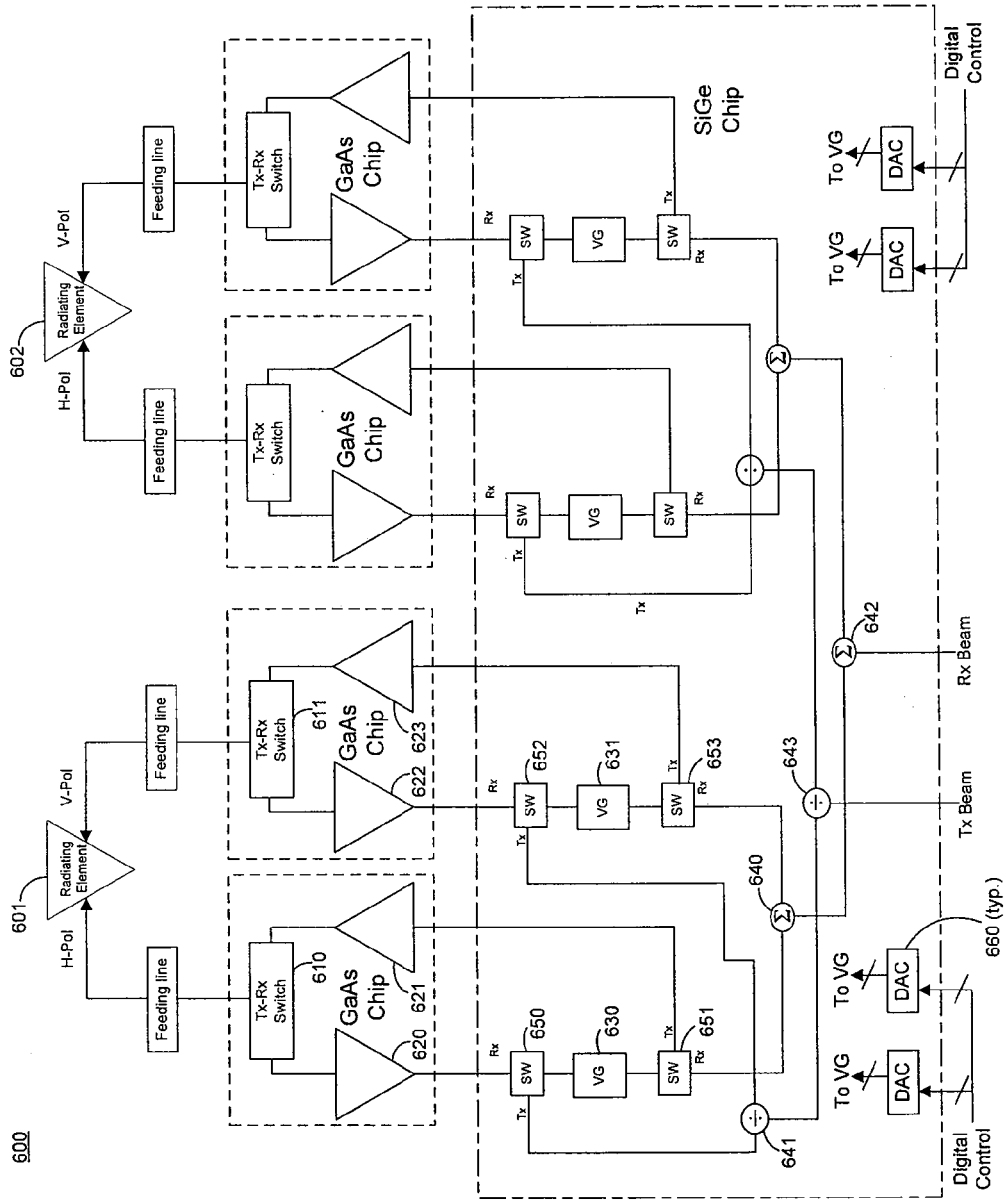 600
601
602
Radiating
Element
Radiating
Element
H-Pol
V-Pol
H-Pol
V-Pol
Feeding line
Feeding line
Feeding line
Feeding line
Tx-Rx
Switch
610
Tx-Rx
Switch
611
Tx-Rx
Switch
Tx-Rx
Switch
GaAs
Chip
620
621
GaAs
Chip
622
623
GaAs
Chip
GaAs
Chip
SiGe
Chip
Rx
SW
650
Tx
Rx
SW
652
Tx
Rx
SW
Tx
Rx
SW
Tx
VG
630
VG
631
VG
VG
Tx
SW
651
Rx
Tx
SW
653
Rx
SW
Rx
Tx
SW
Rx
Tx
Σ
640
÷
641
Σ
÷
Σ
642
÷
643
To VG
DAC
To VG
DAC
660 (typ.)
To VG
DAC
To VG
DAC
Digital
Control
Tx Beam
Rx Beam
Digital
Control